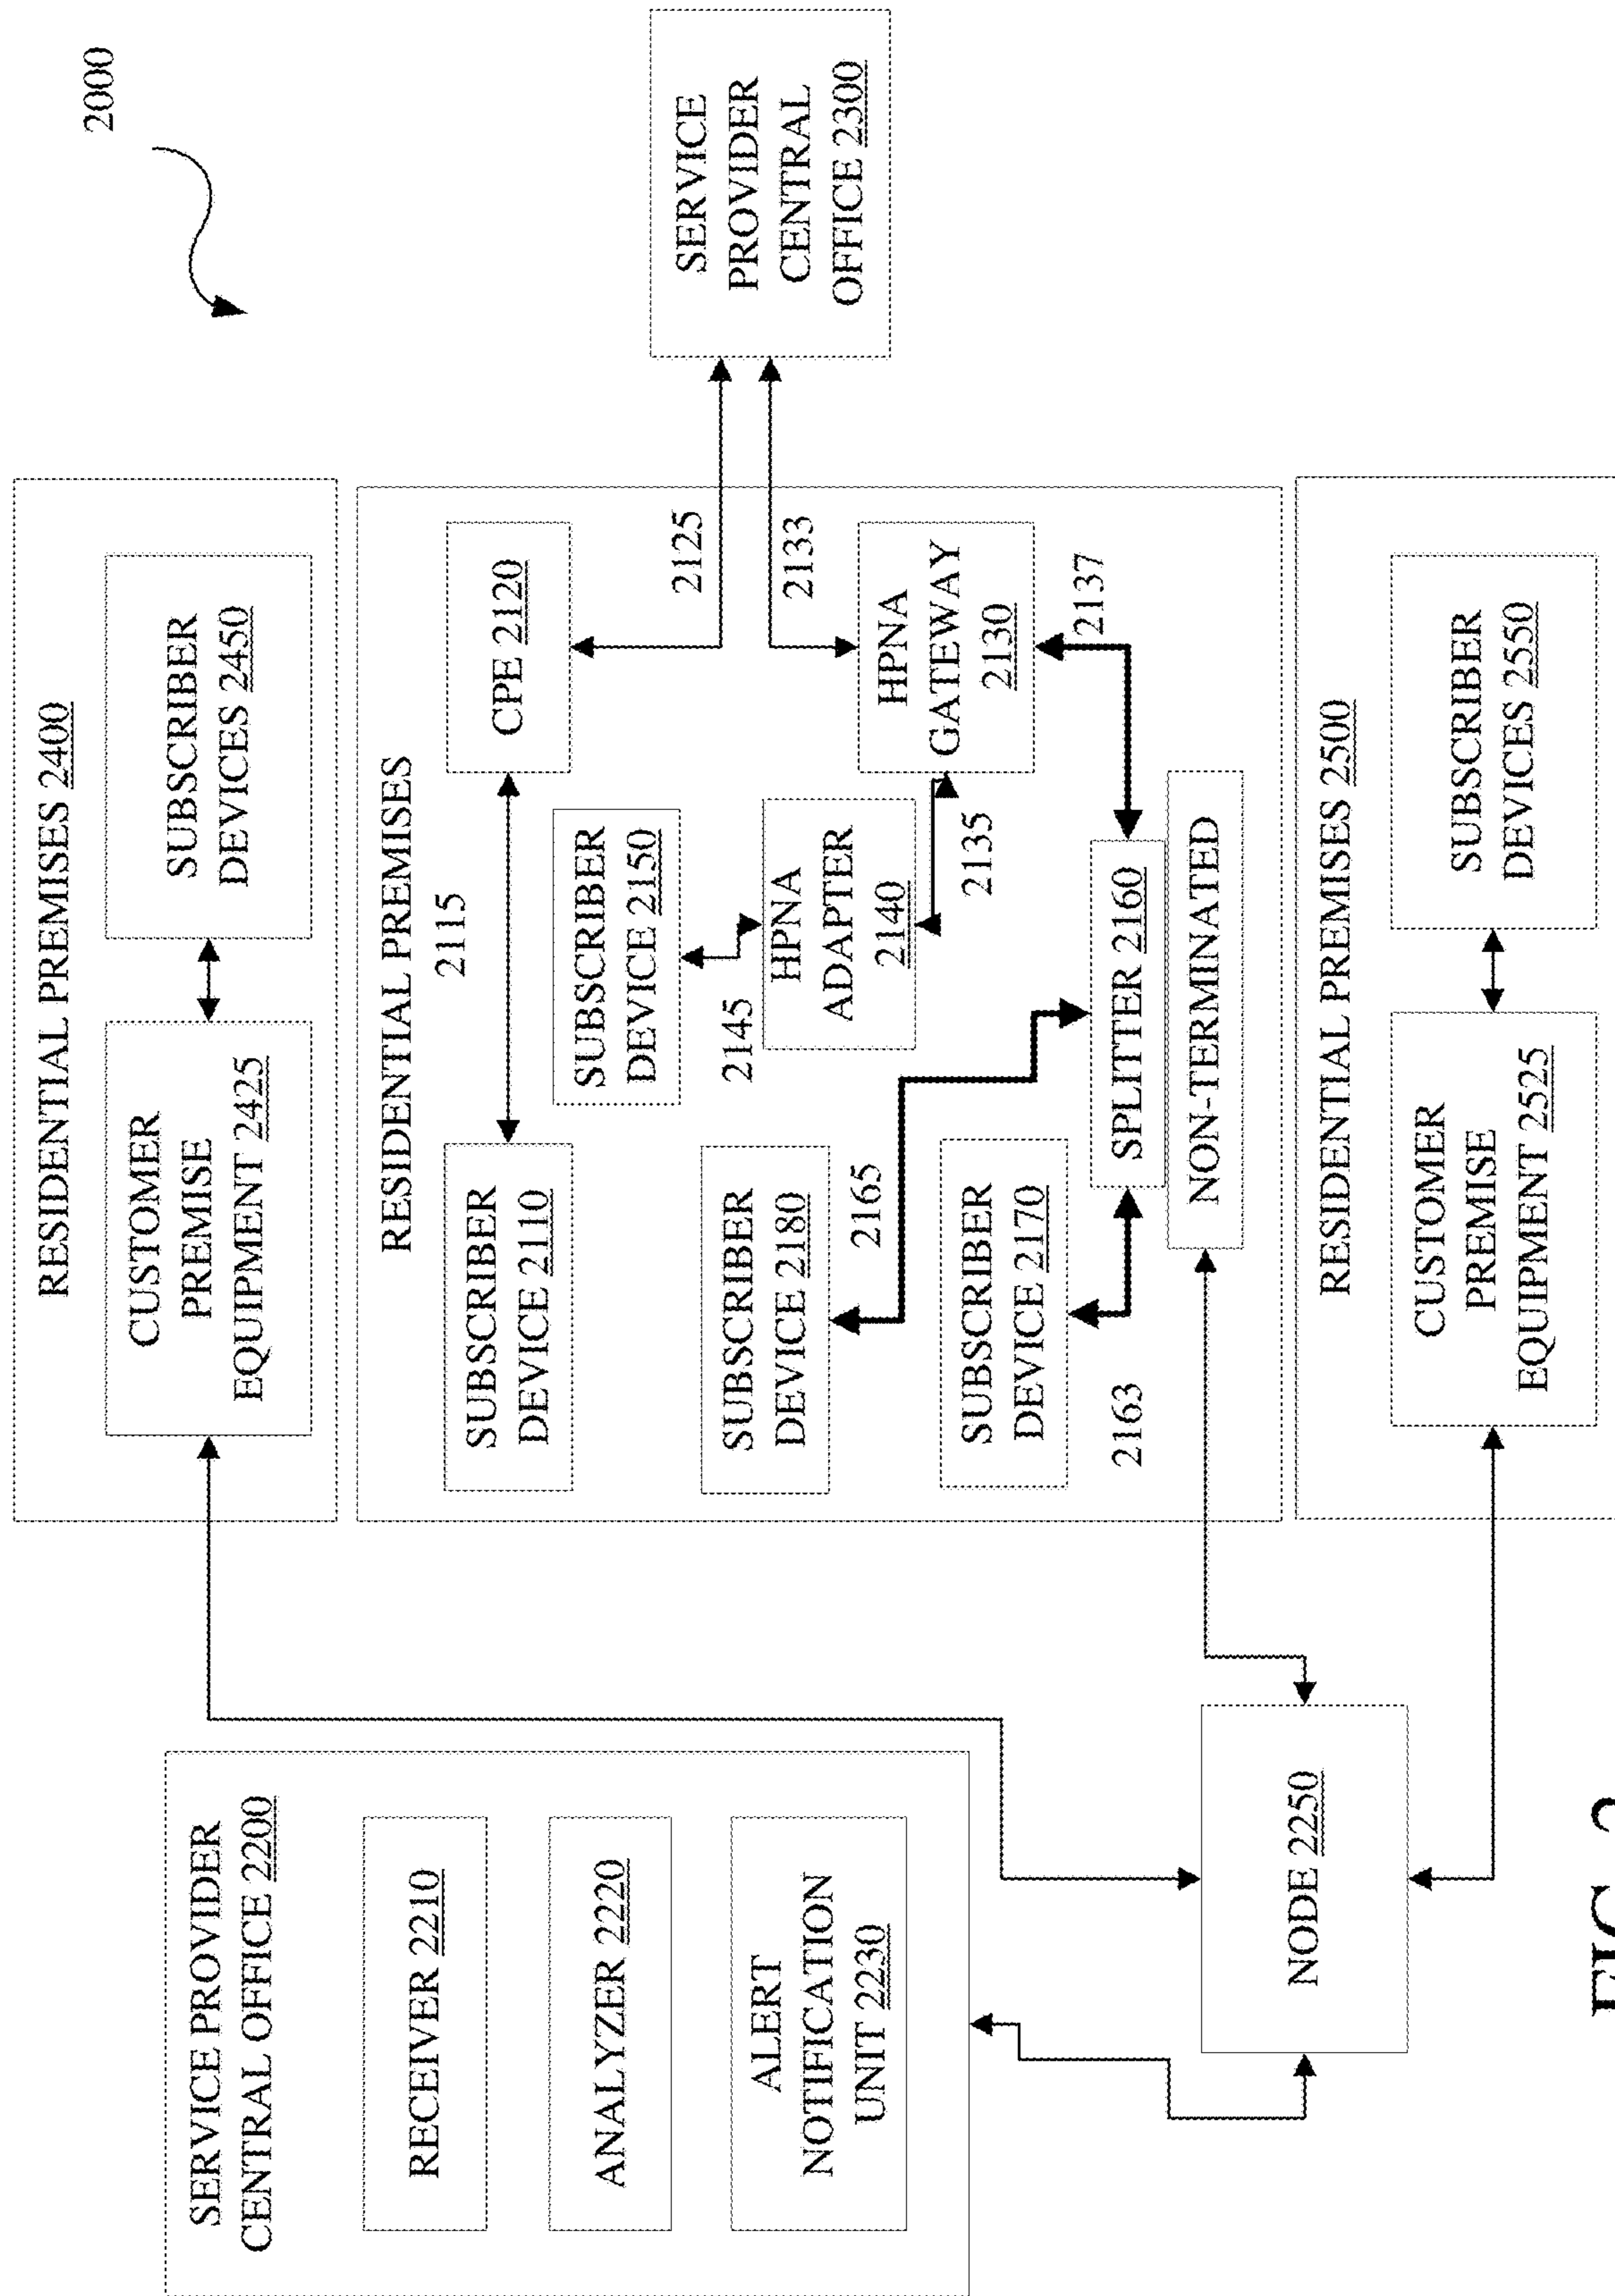 2000
SERVICE PROVIDER
CENTRAL OFFICE 2200
RECEIVER 2210
ANALYZER 2220
ALERT
NOTIFICATION
UNIT 2230
NODE 2250
RESIDENTIAL PREMISES 2400
CUSTOMER
PREMISE
EQUIPMENT 2425
SUBSCRIBER
DEVICES 2450
RESIDENTIAL PREMISES
SUBSCRIBER
DEVICE 2110
2115
CPE 2120
2125
SUBSCRIBER
DEVICE 2150
2145
HPNA
ADAPTER
2140
2135
2133
HPNA
GATEWAY
2130
2137
SUBSCRIBER
DEVICE 2180
2165
SUBSCRIBER
DEVICE 2170
2163
SPLITTER 2160
NON-TERMINATED
SERVICE
PROVIDER
CENTRAL
OFFICE 2300
RESIDENTIAL PREMISES 2500
CUSTOMER
PREMISE
EQUIPMENT 2525
SUBSCRIBER
DEVICES 2550
FIG